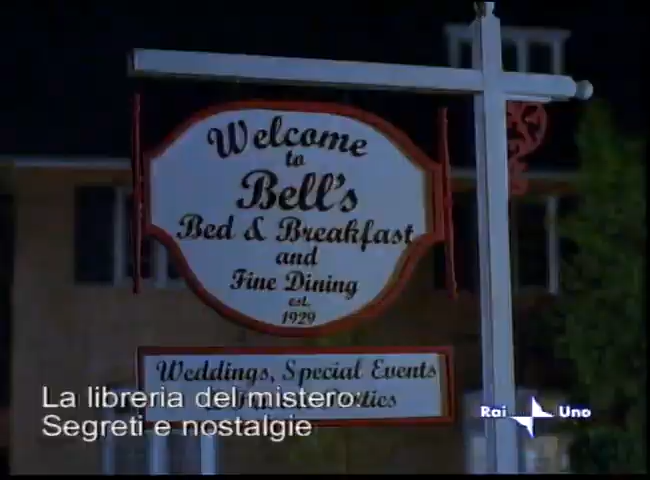 Welcome
to
Bell's
Bed & Breakfast
and
Fine Dining
est.
1929
Weddings, Special Events
La libreria del mistero
Segreti e nostalgie
Rai Uno